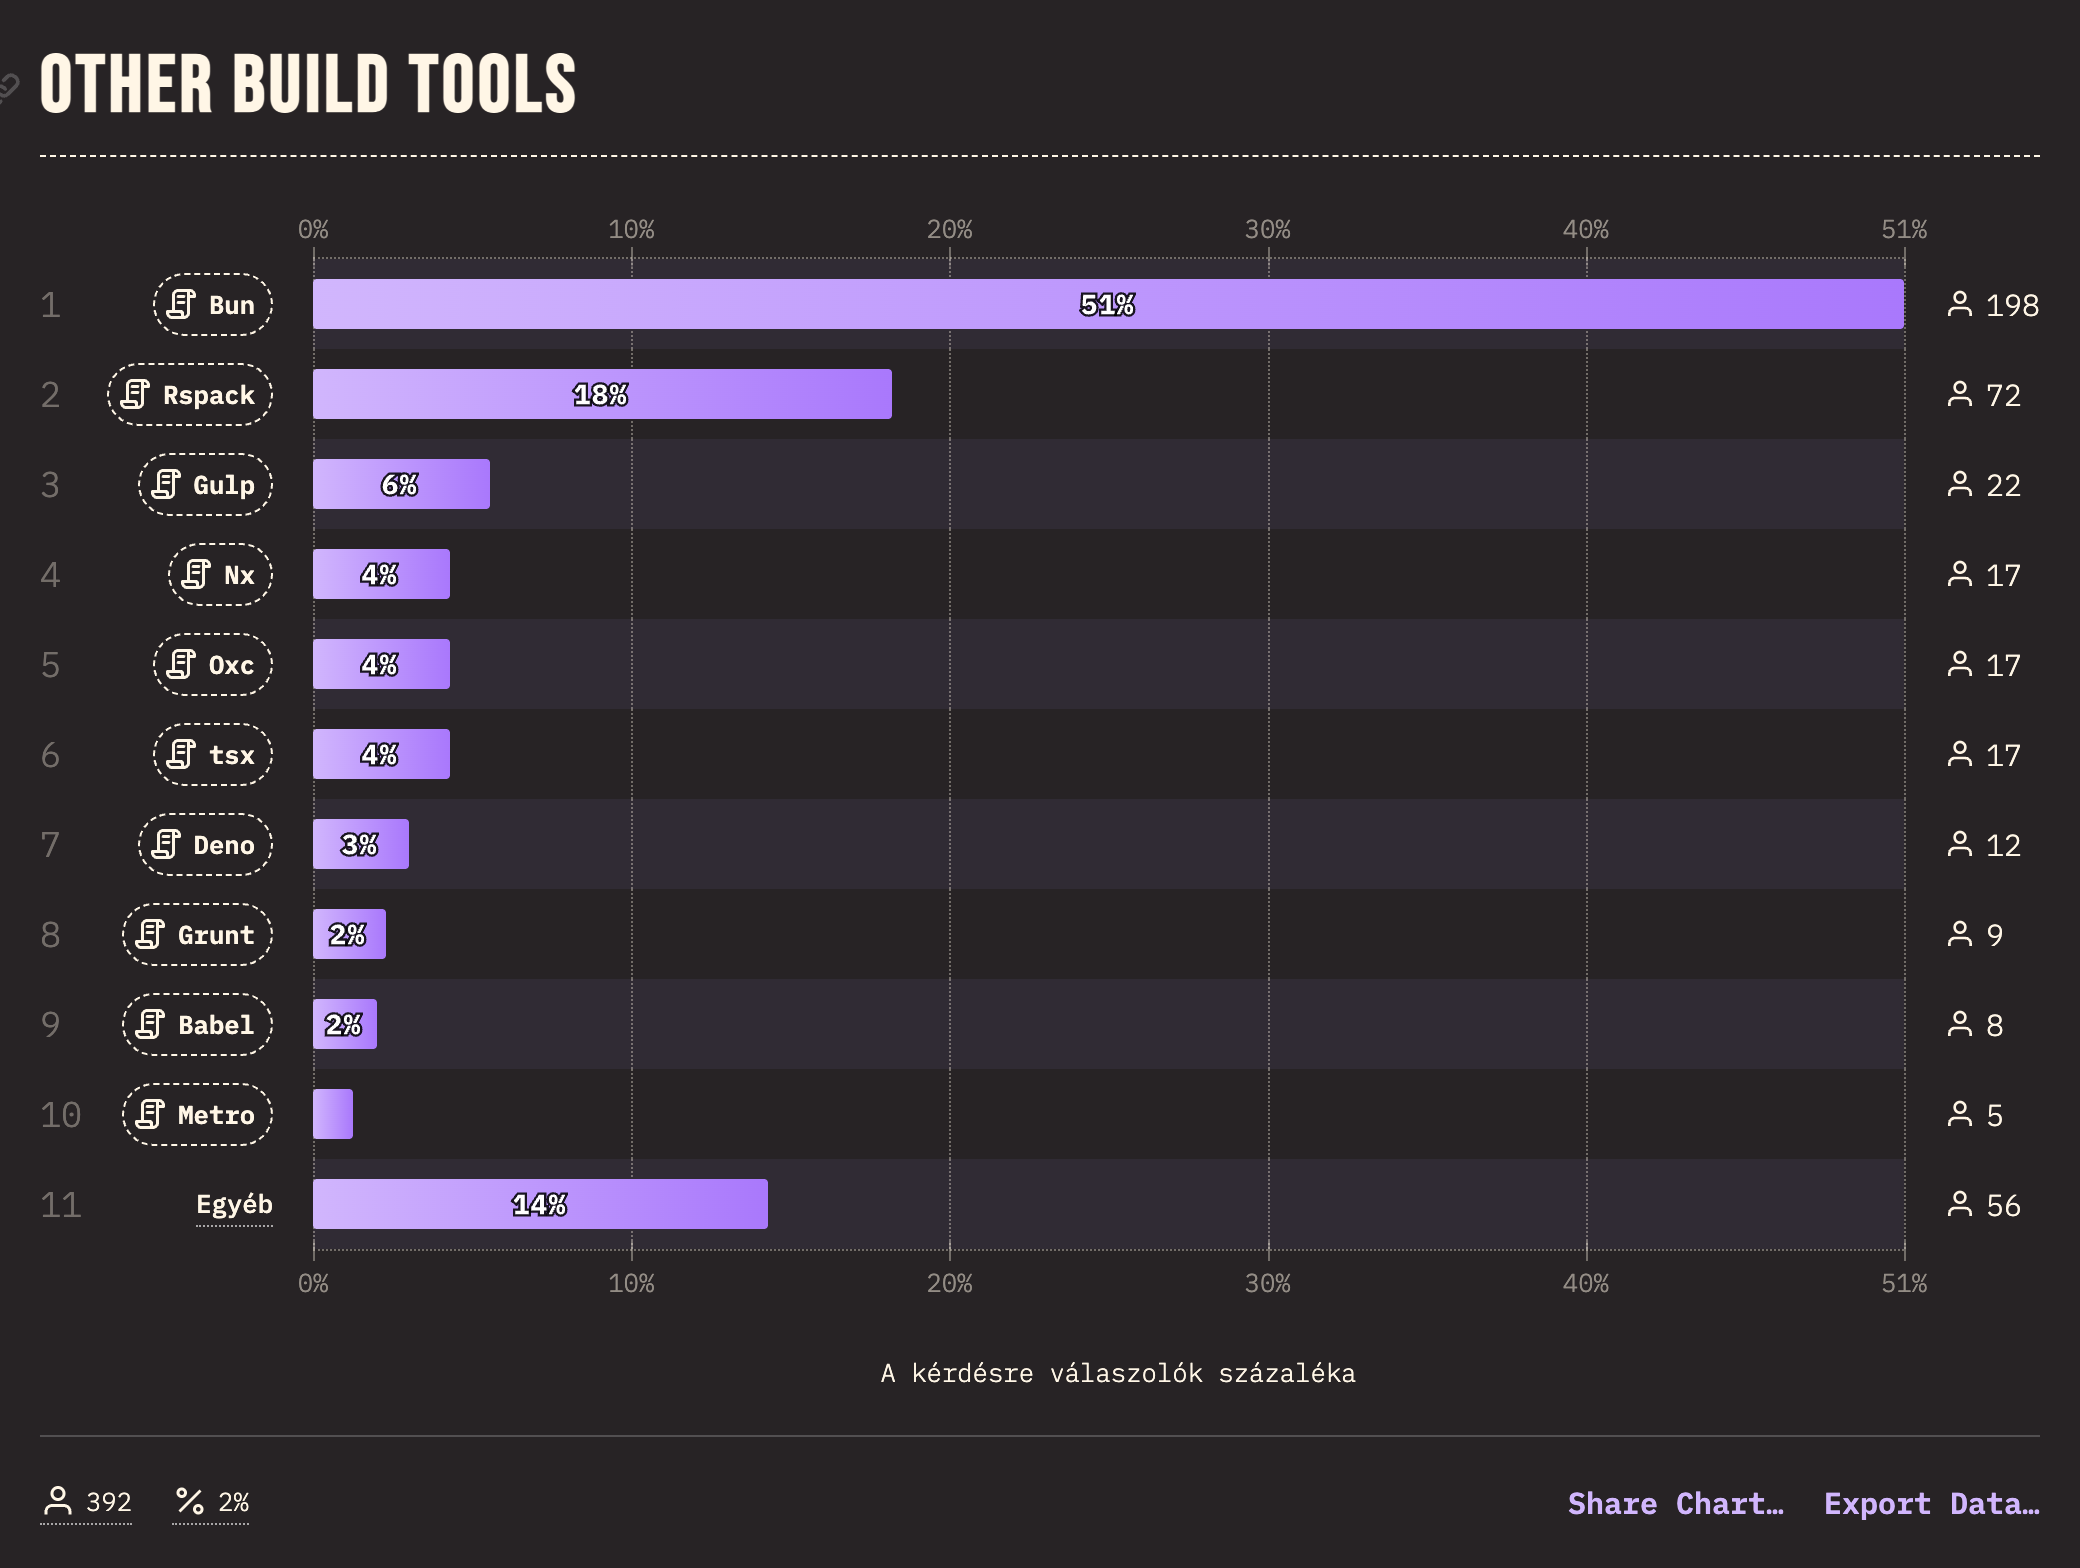 OTHER BUILD TOOLS
0% 10% 20% 30% 40% 51%
1 Bun 51% 198
2 Rspack 18% 72
3 Gulp 6% 22
4 Nx 4% 17
5 Oxc 4% 17
6 tsx 4% 17
7 Deno 3% 12
8 Grunt 2% 9
9 Babel 2% 8
10 Metro 5
11 Egyéb 14% 56
0% 10% 20% 30% 40% 51%
A kérdésre válaszolók százaléka
392 % 2% Share Chart… Export Data…